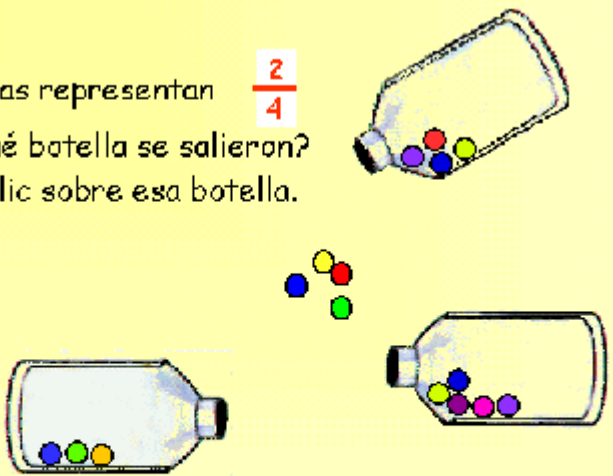 as representan 2/4
é botella se salieron?
lic sobre esa botella.